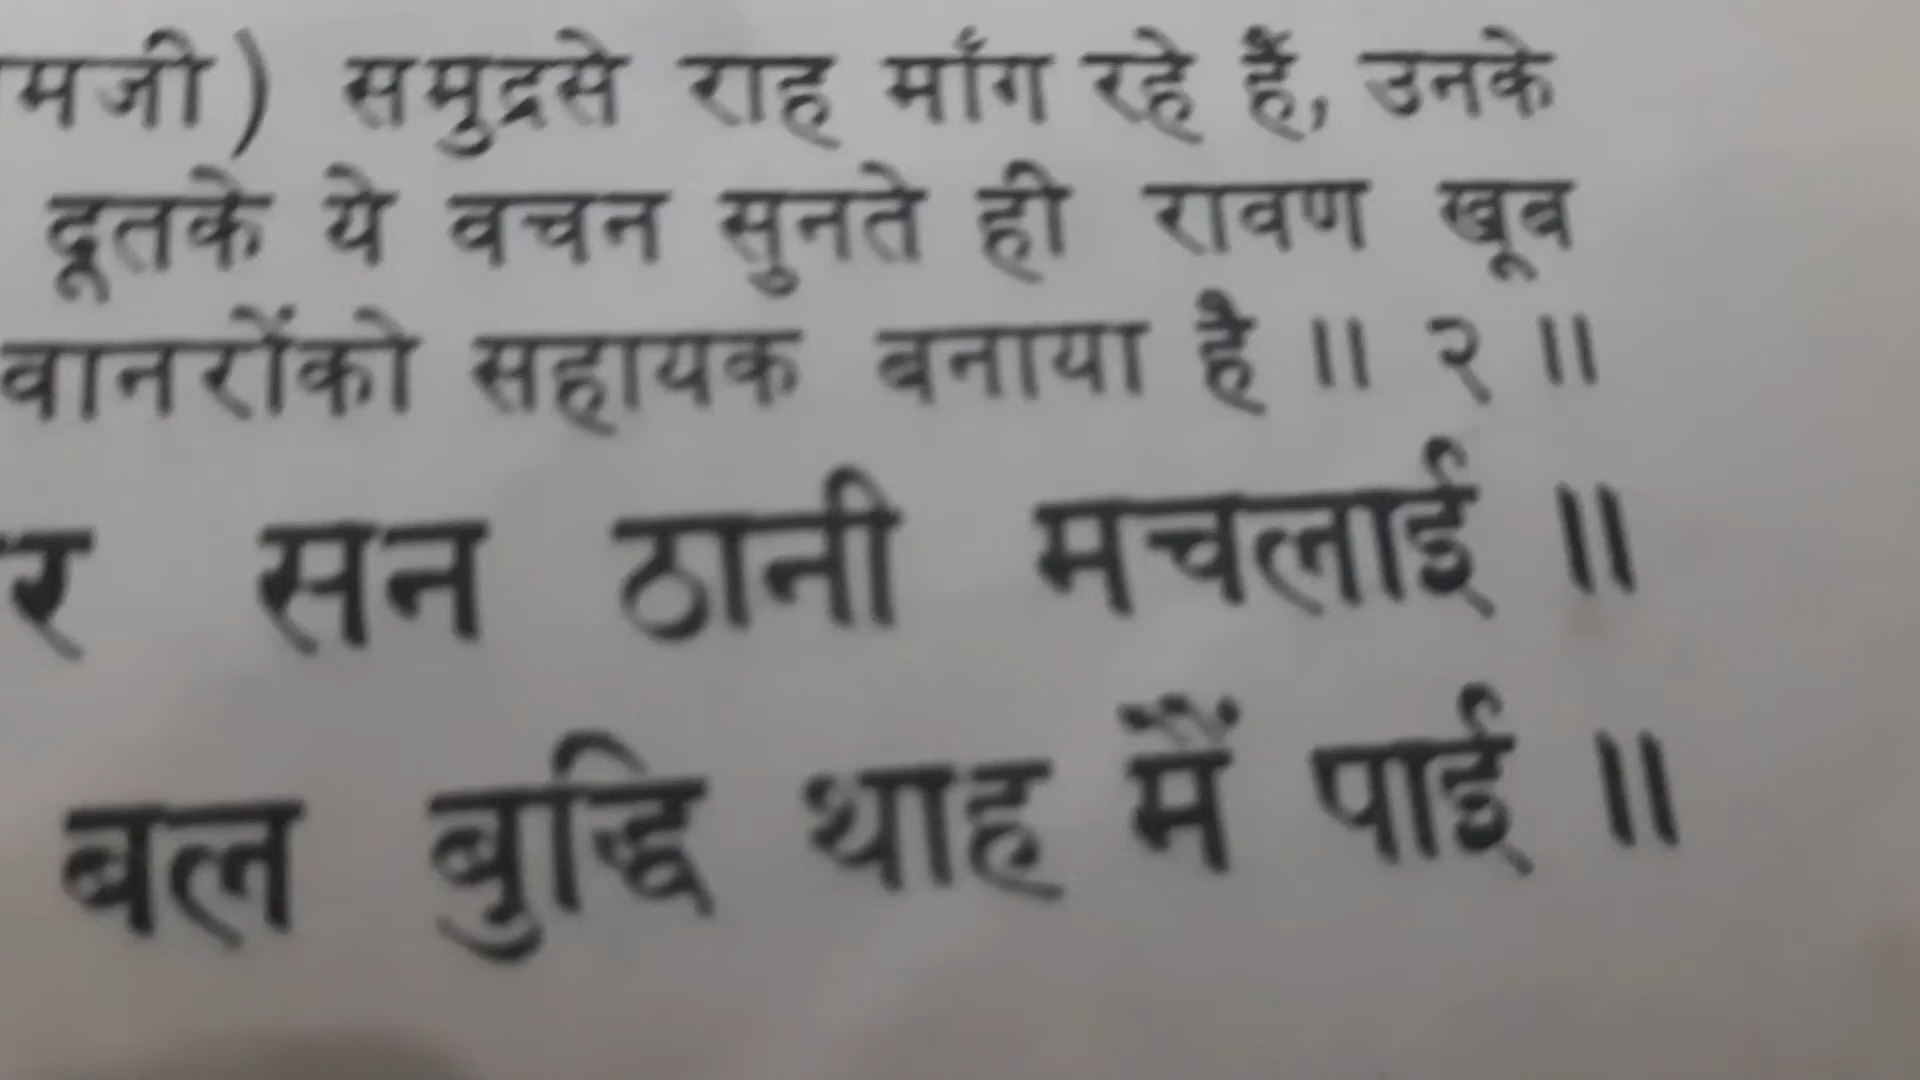 मजी) समुद्रसे राह माँग रहे हैं, उनके
दूतके ये वचन सुनते ही रावण खूब
वानरोंको सहायक बनाया है ॥ २ ॥
र सन ठानी मचलाई ॥
बल बुद्धि थाह मैं पाई ॥